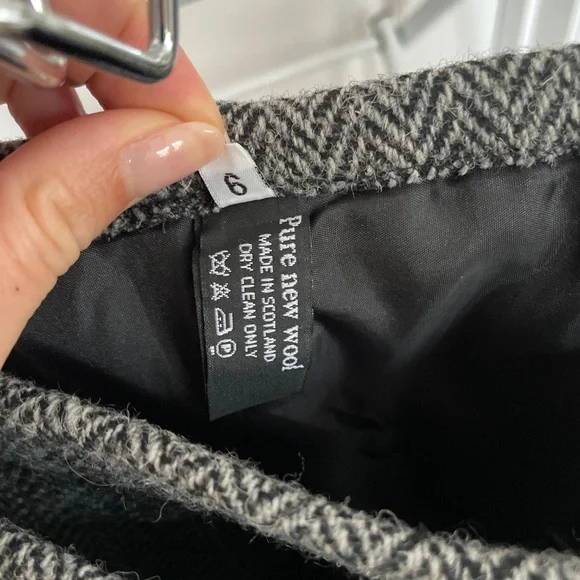 6
Pure new wool
MADE IN SCOTLAND
DRY CLEAN ONLY
P